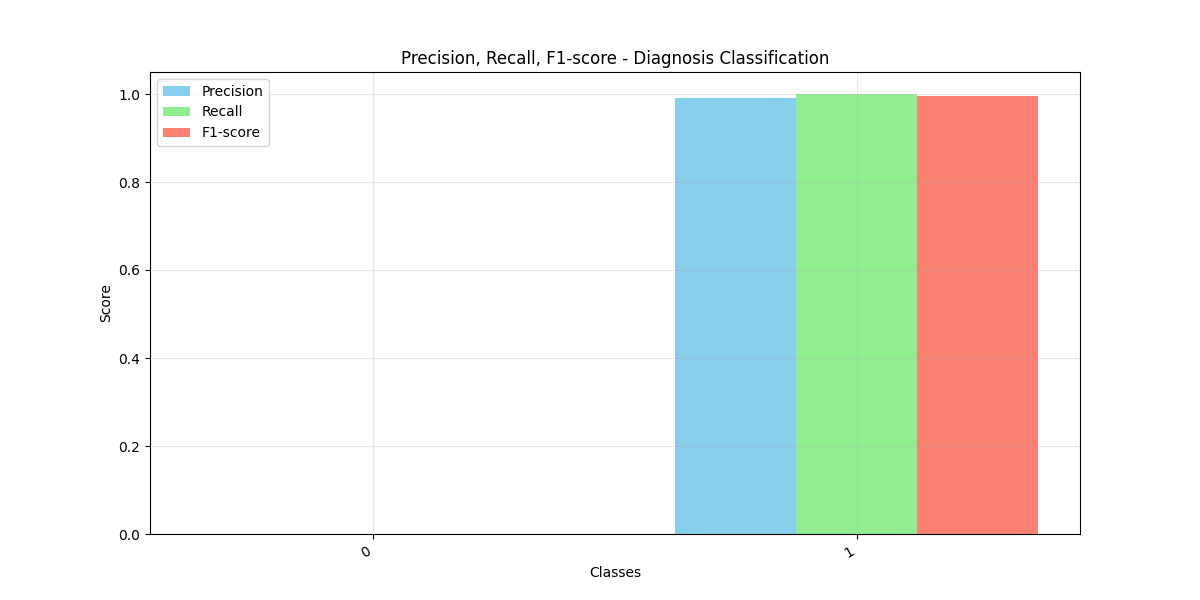 Precision, Recall, F1-score - Diagnosis Classification
Precision
Recall
F1-score
1.0
0.8
0.6
0.4
0.2
0.0
Score
0
1
Classes